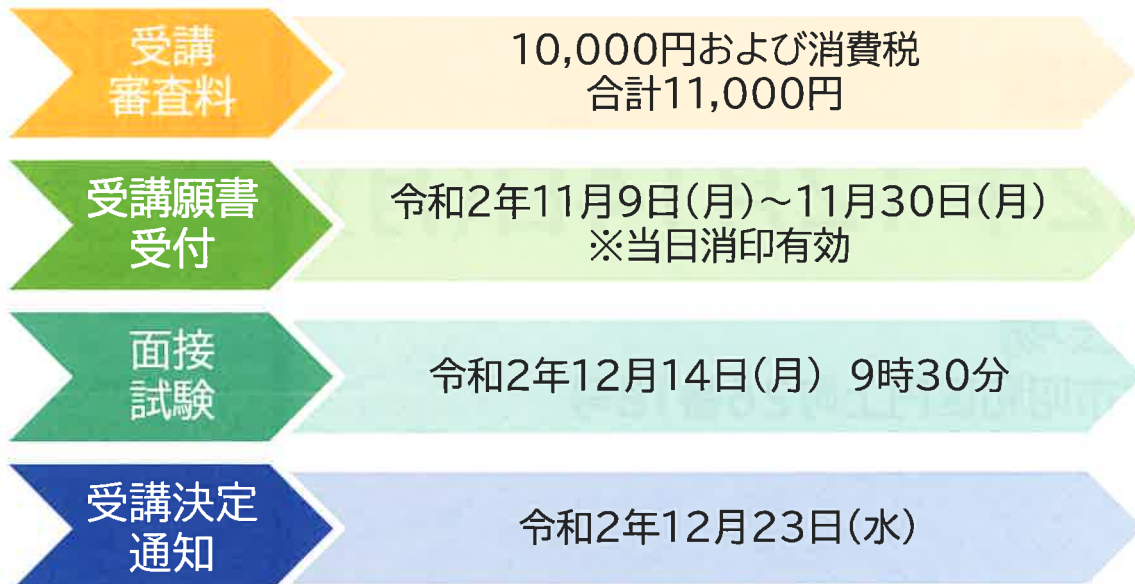 受講
審査料
10,000円および消費税
合計11,000円
受講願書
受付
令和2年11月9日(月)～11月30日(月)
※当日消印有効
面接
試験
令和2年12月14日(月) 9時30分
受講決定
通知
令和2年12月23日(水)